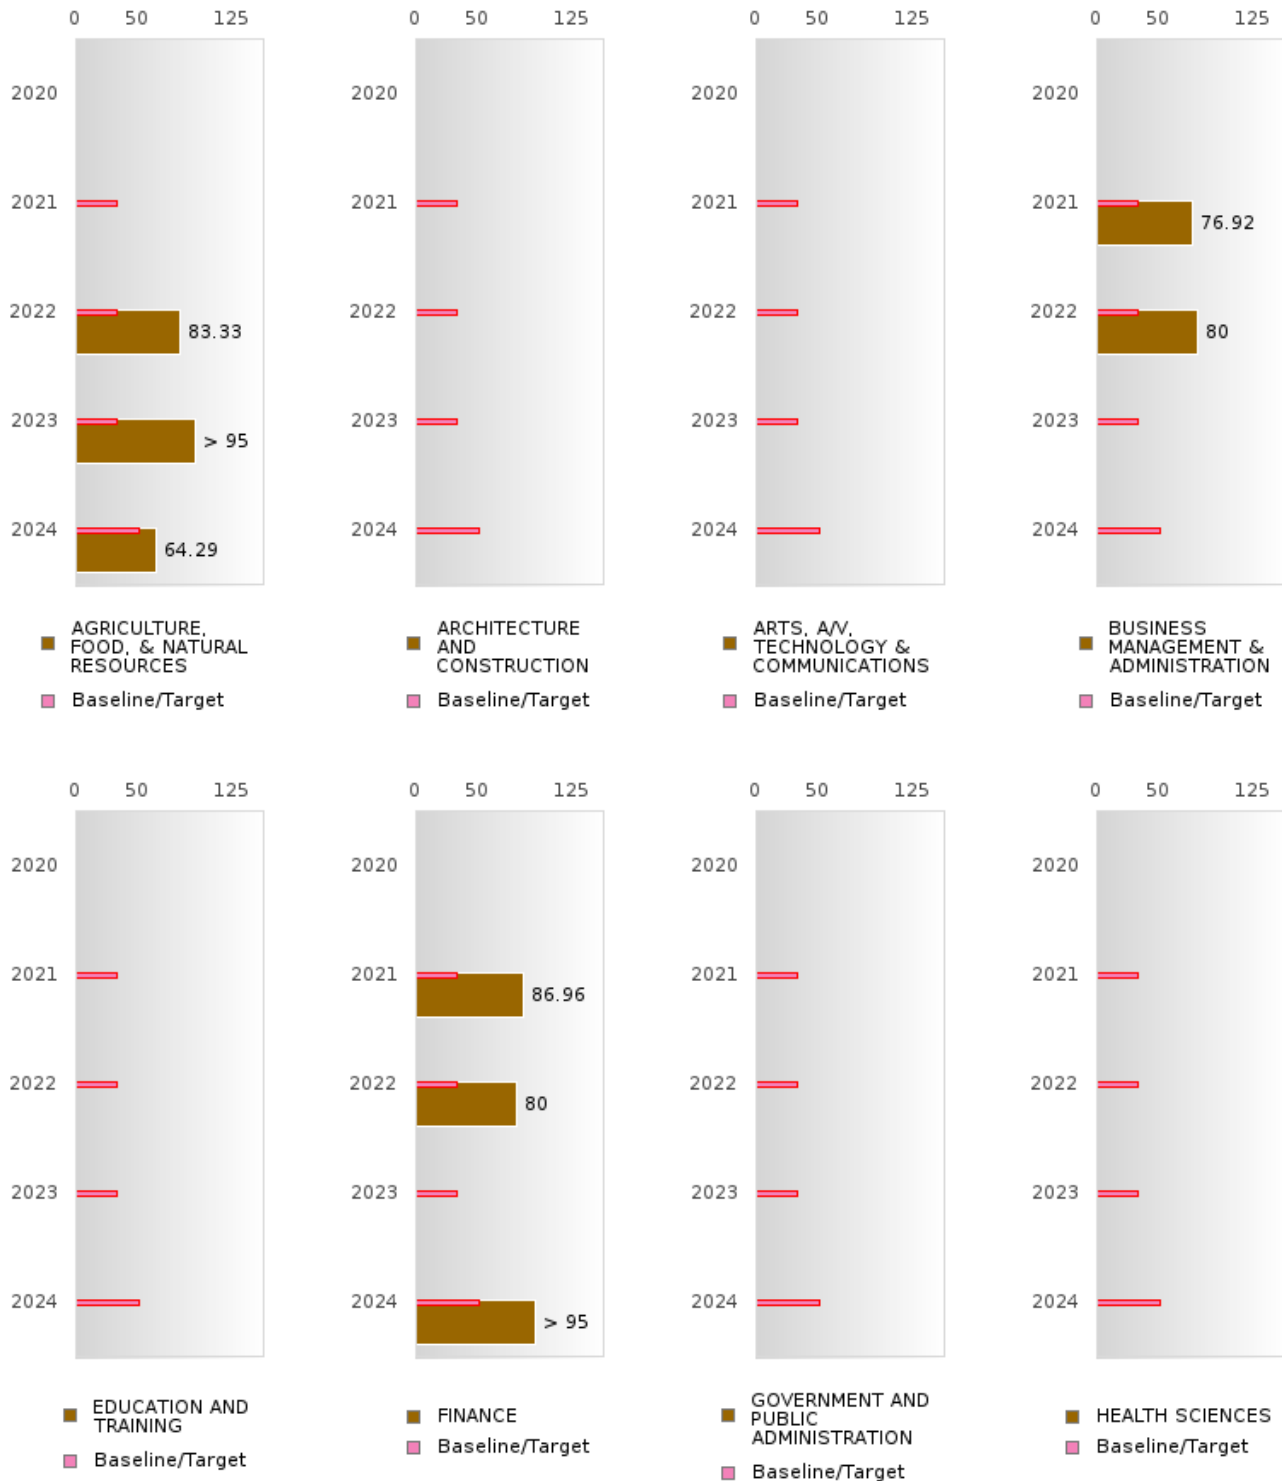 0 50 125
0 50 125
0 50 125
0 50 125
2020
2020
2020
2020
2021
2021
2021
2021
76.92
2022
83.33
2022
2022
2022
80
2023
> 95
2023
2023
2023
2024
64.29
2024
2024
2024
AGRICULTURE,
FOOD, & NATURAL
RESOURCES
Baseline/Target
ARCHITECTURE
AND
CONSTRUCTION
Baseline/Target
ARTS, A/V,
TECHNOLOGY &
COMMUNICATIONS
Baseline/Target
BUSINESS
MANAGEMENT &
ADMINISTRATION
Baseline/Target
0 50 125
0 50 125
0 50 125
0 50 125
2020
2020
2020
2020
2021
2021
86.96
2021
2021
2022
2022
80
2022
2022
2023
2023
2023
2023
2024
2024
> 95
2024
2024
EDUCATION AND
TRAINING
Baseline/Target
FINANCE
Baseline/Target
GOVERNMENT AND
PUBLIC
ADMINISTRATION
Baseline/Target
HEALTH SCIENCES
Baseline/Target